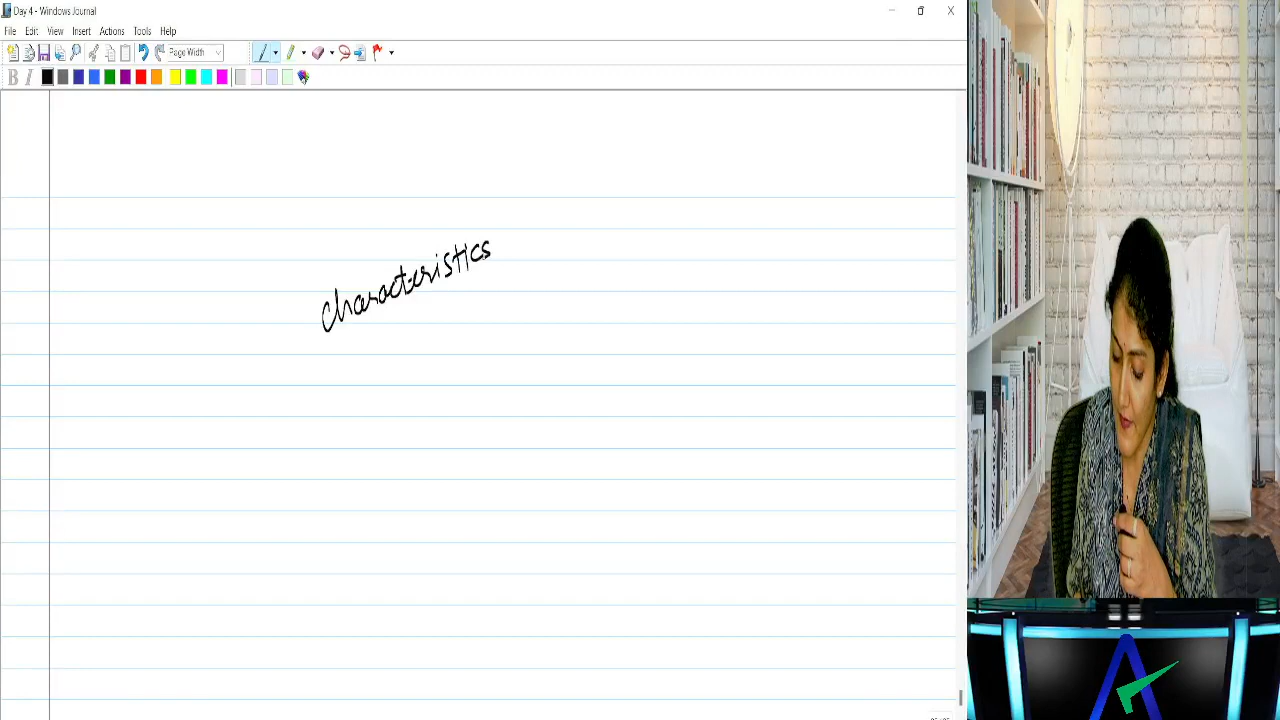 Day 4 - Windows Journal
File Edit View Insert Actions Tools Help
Page Width
B I
characteristics